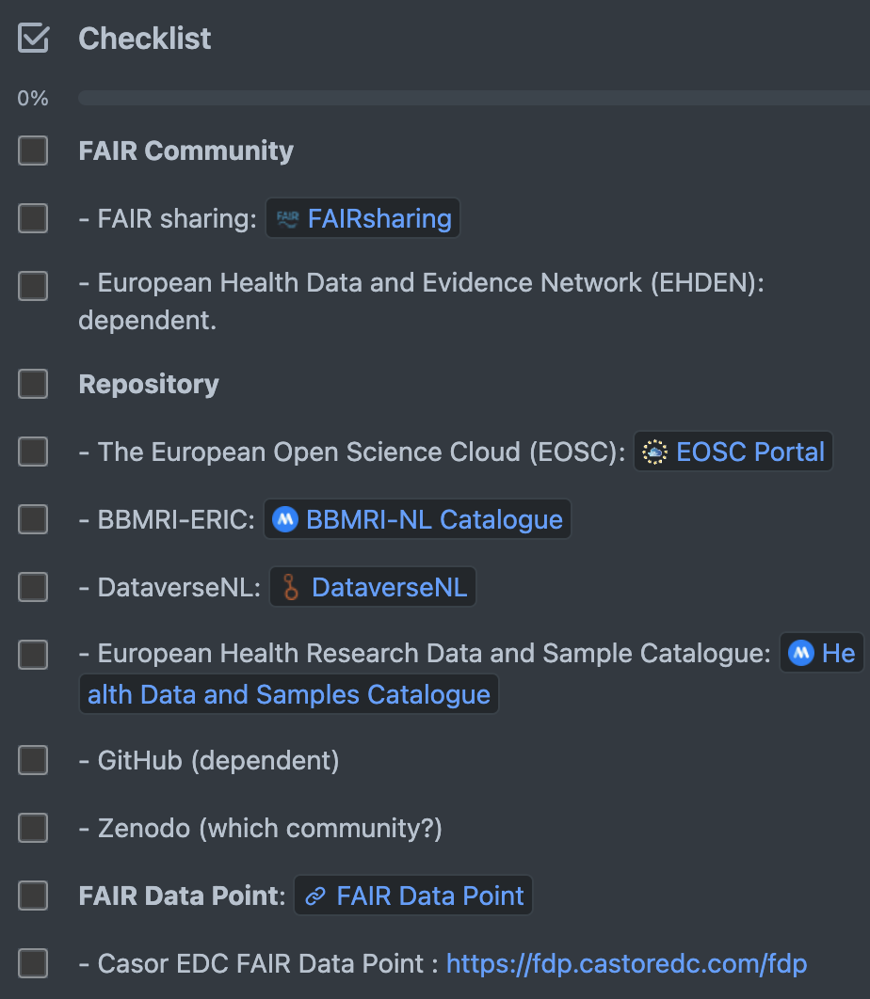 Checklist
0%
FAIR Community
- FAIR sharing: FAIR FAIRsharing
- European Health Data and Evidence Network (EHDEN):
dependent.
Repository
- The European Open Science Cloud (EOSC): EOSC Portal
- BBMRI-ERIC: BBMRI-NL Catalogue
- DataverseNL: DataverseNL
- European Health Research Data and Sample Catalogue: He
alth Data and Samples Catalogue
- GitHub (dependent)
- Zenodo (which community?)
FAIR Data Point: FAIR Data Point
- Casor EDC FAIR Data Point : https://fdp.castoredc.com/fdp